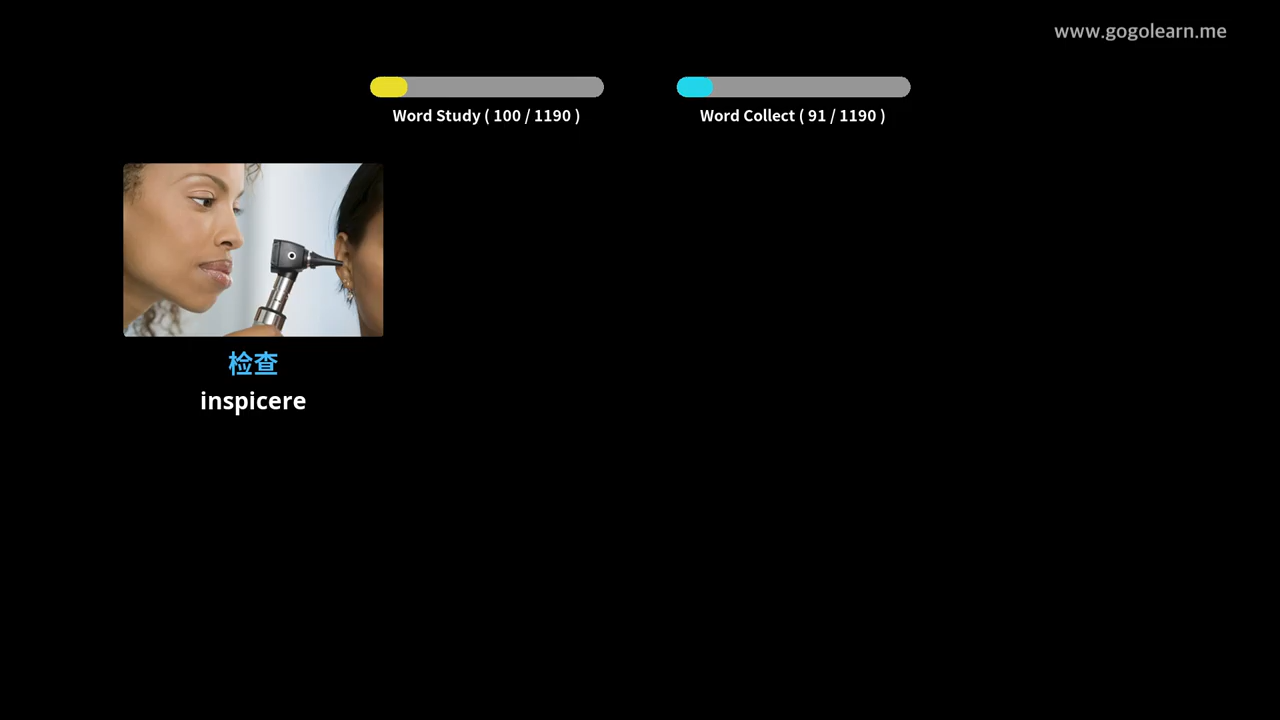 www.gogolearn.me
Word Study ( 100 / 1190 )
Word Collect ( 91 / 1190 )
检查
inspicere